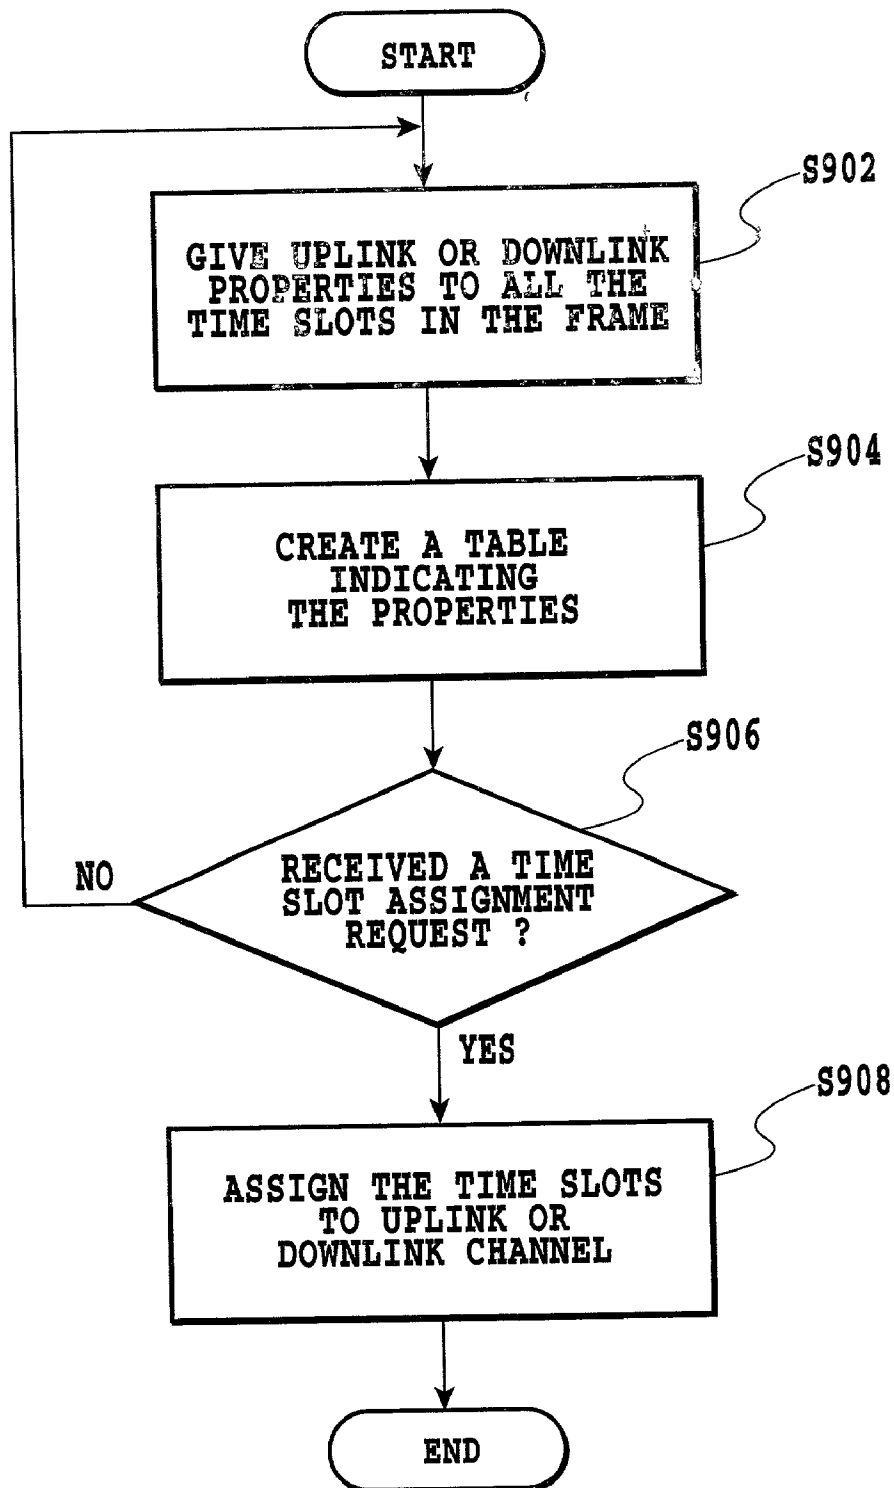 START
S902
GIVE UPLINK OR DOWNLINK
PROPERTIES TO ALL THE
TIME SLOTS IN THE FRAME
S904
CREATE A TABLE
INDICATING
THE PROPERTIES
S906
RECEIVED A TIME
SLOT ASSIGNMENT
REQUEST ?
NO
YES
S908
ASSIGN THE TIME SLOTS
TO UPLINK OR
DOWNLINK CHANNEL
END